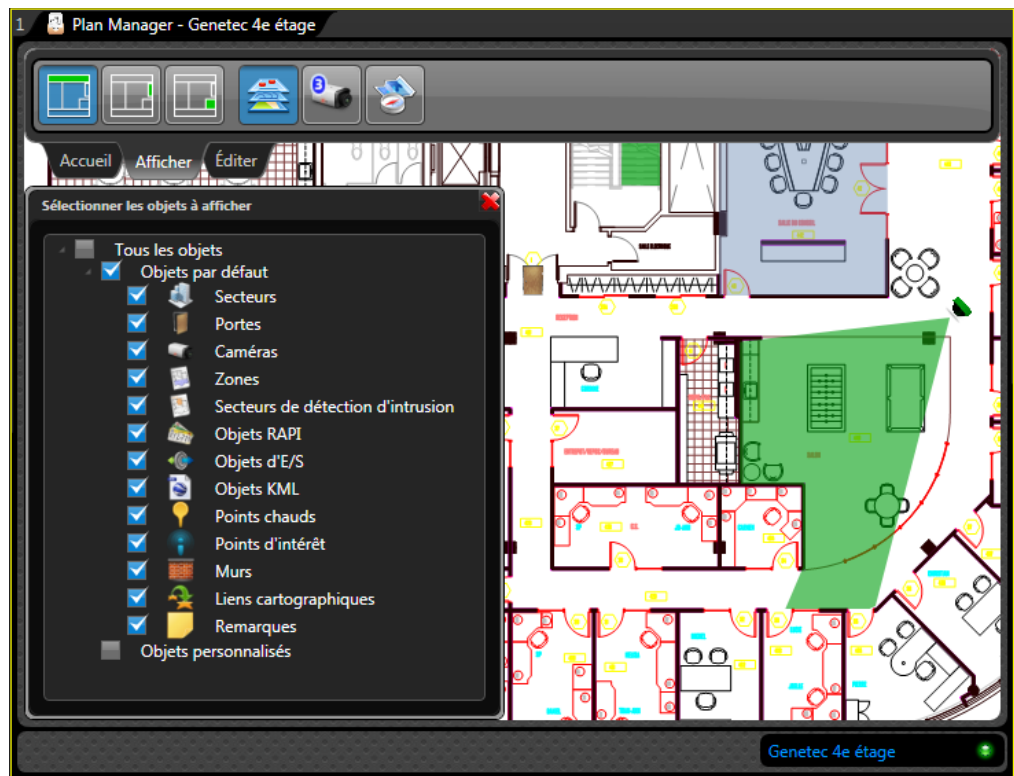 1 Plan Manager - Genetec 4e étage
3
Accueil Afficher Éditer
Sélectionner les objets à afficher
Tous les objets
Objets par défaut
Secteurs
Portes
Caméras
Zones
Secteurs de détection d'intrusion
Objets RAPI
Objets d'E/S
Objets KML
Points chauds
Points d'intérêt
Murs
Liens cartographiques
Remarques
Objets personnalisés
Genetec 4e étage